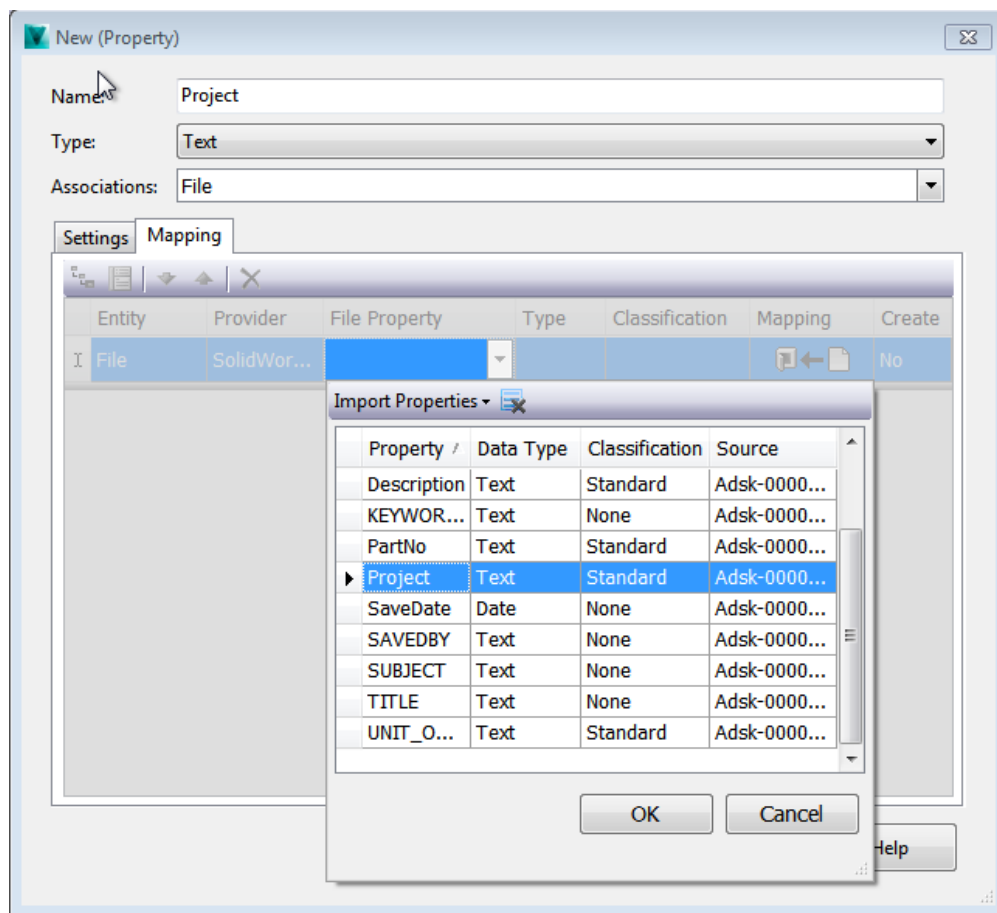 New (Property)
Name: Project
Type: Text
Associations: File
Settings Mapping
Entity Provider File Property Type Classification Mapping Create
File SolidWor... No
Import Properties
Property Data Type Classification Source
Description Text Standard Adsk-0000...
KEYWOR... Text None Adsk-0000...
PartNo Text Standard Adsk-0000...
Project Text Standard Adsk-0000...
SaveDate Date None Adsk-0000...
SAVEDBY Text None Adsk-0000...
SUBJECT Text None Adsk-0000...
TITLE Text None Adsk-0000...
UNIT_O... Text Standard Adsk-0000...
OK Cancel
Help